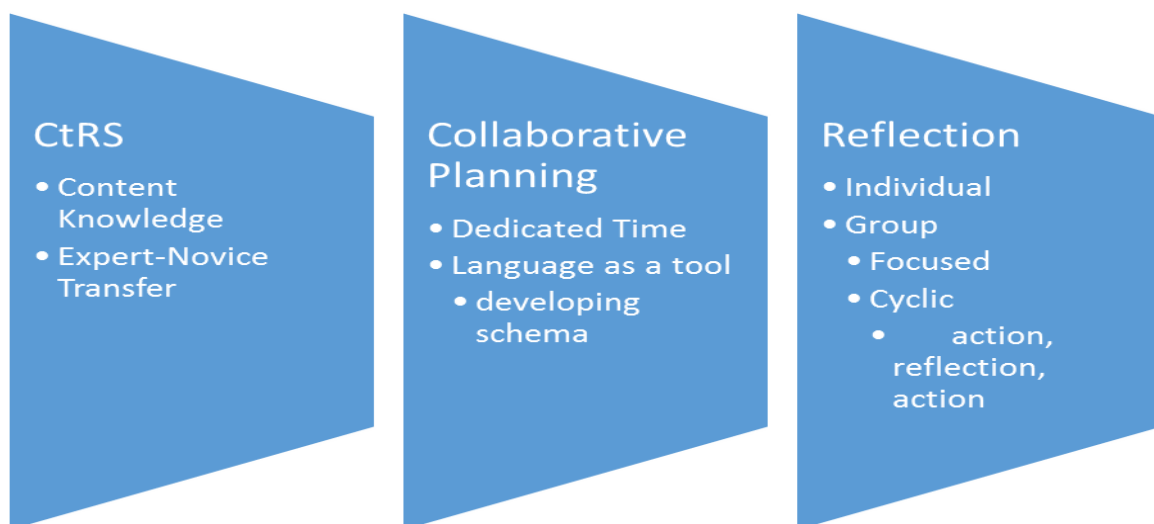 CtRS
• Content
Knowledge
• Expert-Novice
Transfer
Collaborative
Planning
• Dedicated Time
• Language as a tool
• developing
schema
Reflection
• Individual
• Group
• Focused
• Cyclic
• action,
reflection,
action